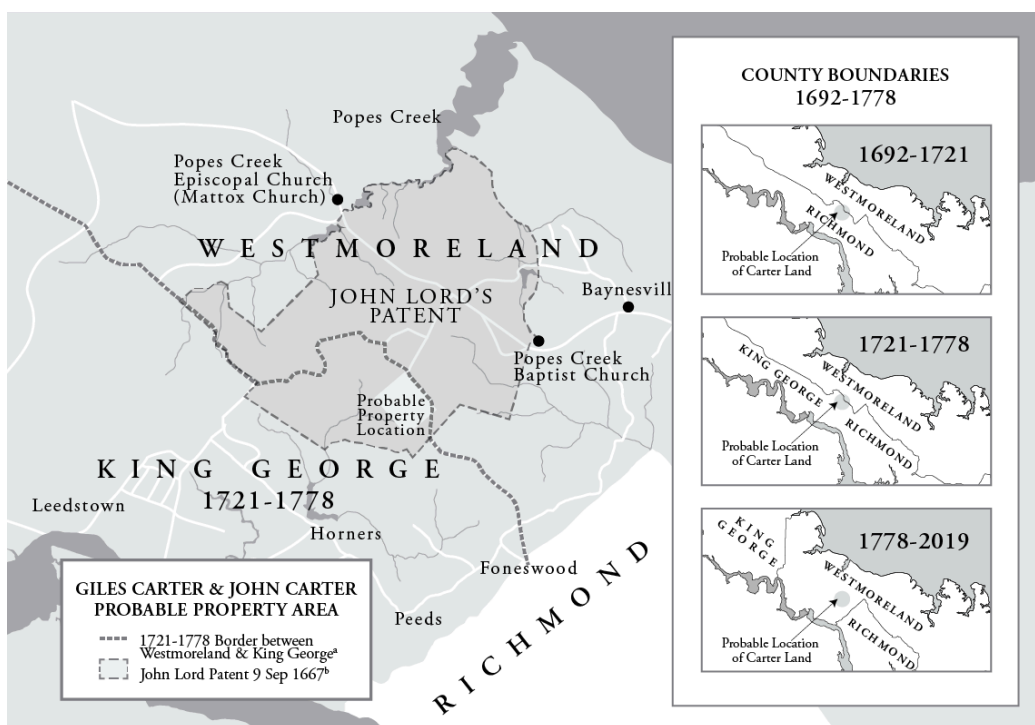 Popes Creek
Popes Creek
Episcopal Church
(Mattox Church)
WESTMORELAND
JOHN LORD'S
PATENT
Baynesvill
Popes Creek
Baptist Church
Probable
Property
Location
KING GEORGE
1721-1778
Leedstown
Horners
Foneswood
Peeds
RICHMOND
GILES CARTER & JOHN CARTER
PROBABLE PROPERTY AREA
1721-1778 Border between
Westmoreland & King Georgeª
John Lord Patent 9 Sep 1667ᵇ
COUNTY BOUNDARIES
1692-1778
1692-1721
WESTMORELAND
RICHMOND
Probable Location
of Carter Land
1721-1778
KING GEORGE
WESTMORELAND
RICHMOND
Probable Location
of Carter Land
1778-2019
KING
GEORGE
WESTMORELAND
RICHMOND
Probable Location
of Carter Land